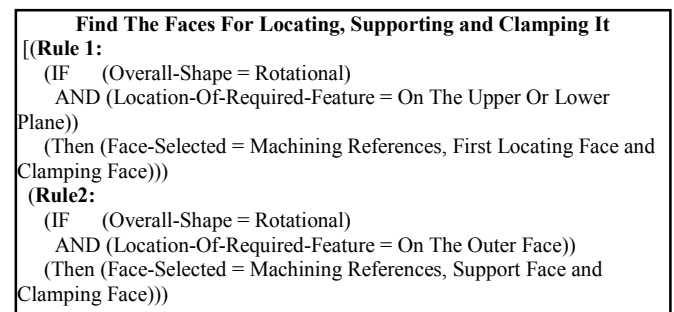 Find The Faces For Locating, Supporting and Clamping It
[(Rule 1:
(IF (Overall-Shape = Rotational)
AND (Location-Of-Required-Feature = On The Upper Or Lower
Plane))
(Then (Face-Selected = Machining References, First Locating Face and
Clamping Face)))
(Rule2:
(IF (Overall-Shape = Rotational)
AND (Location-Of-Required-Feature = On The Outer Face))
(Then (Face-Selected = Machining References, Support Face and
Clamping Face)))